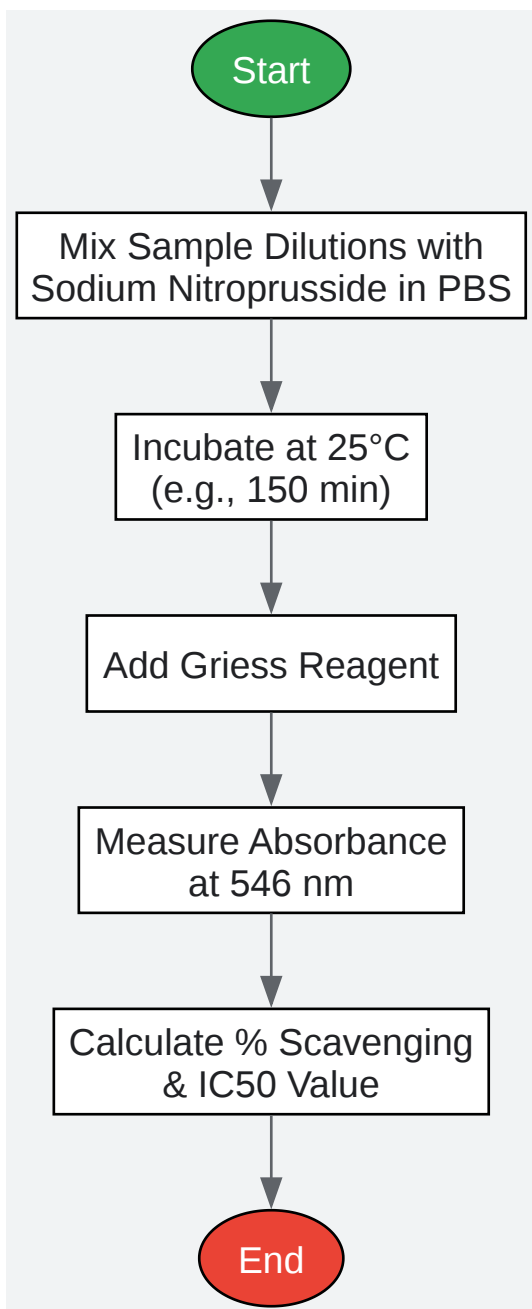 Start
Mix Sample Dilutions with
Sodium Nitroprusside in PBS
Incubate at 25°C
(e.g., 150 min)
Add Griess Reagent
Measure Absorbance
at 546 nm
Calculate % Scavenging
& IC50 Value
End